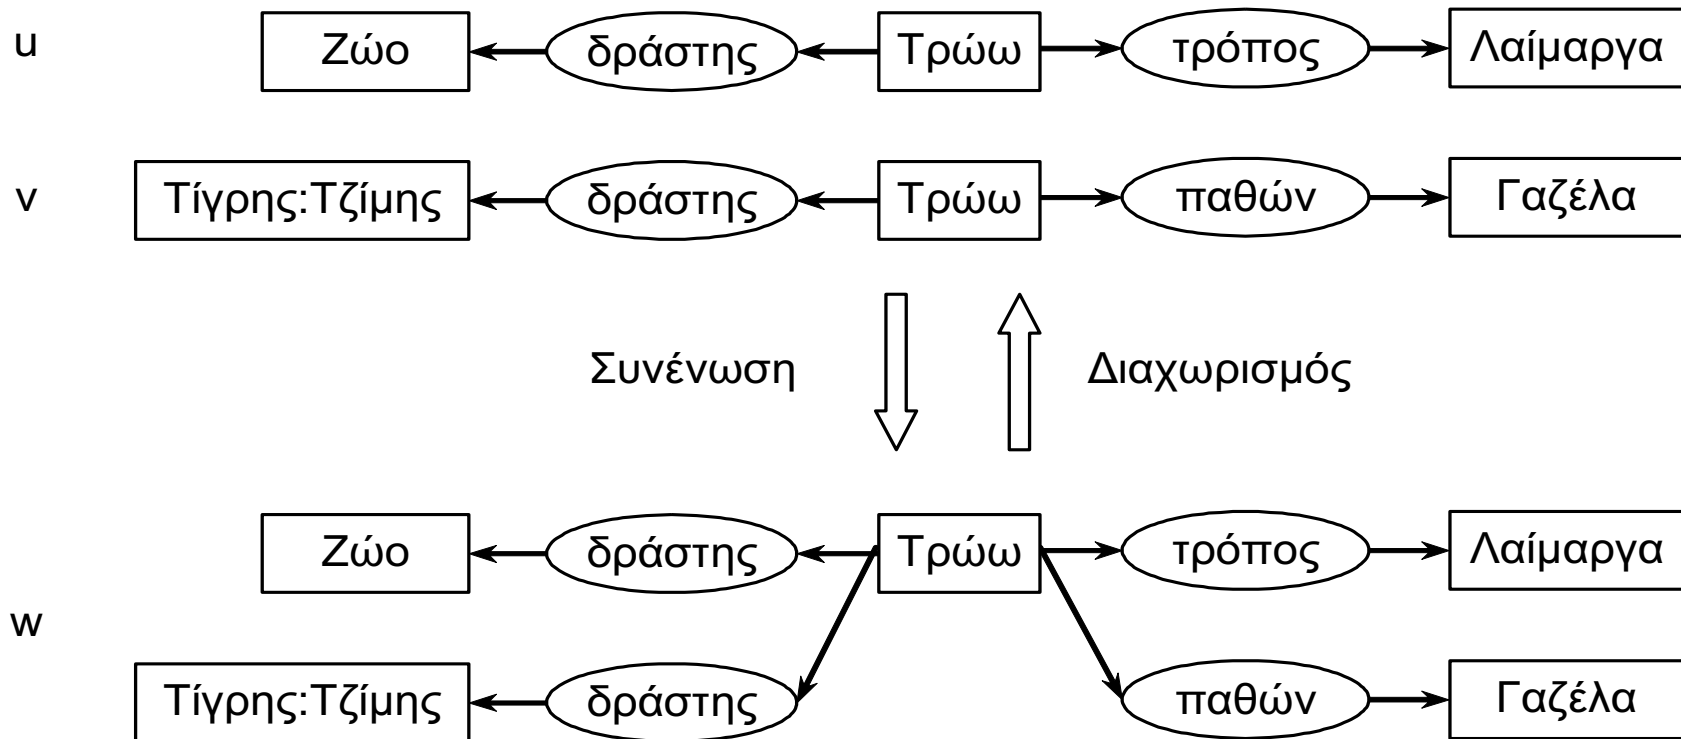 u Ζώο δράστης Τρώω τρόπος Λαίμαργα
v Τίγρης:Τζίμης δράστης Τρώω παθών Γαζέλα
Συνένωση Διαχωρισμός
Ζώο δράστης Τρώω τρόπος Λαίμαργα
w
Τίγρης:Τζίμης δράστης παθών Γαζέλα